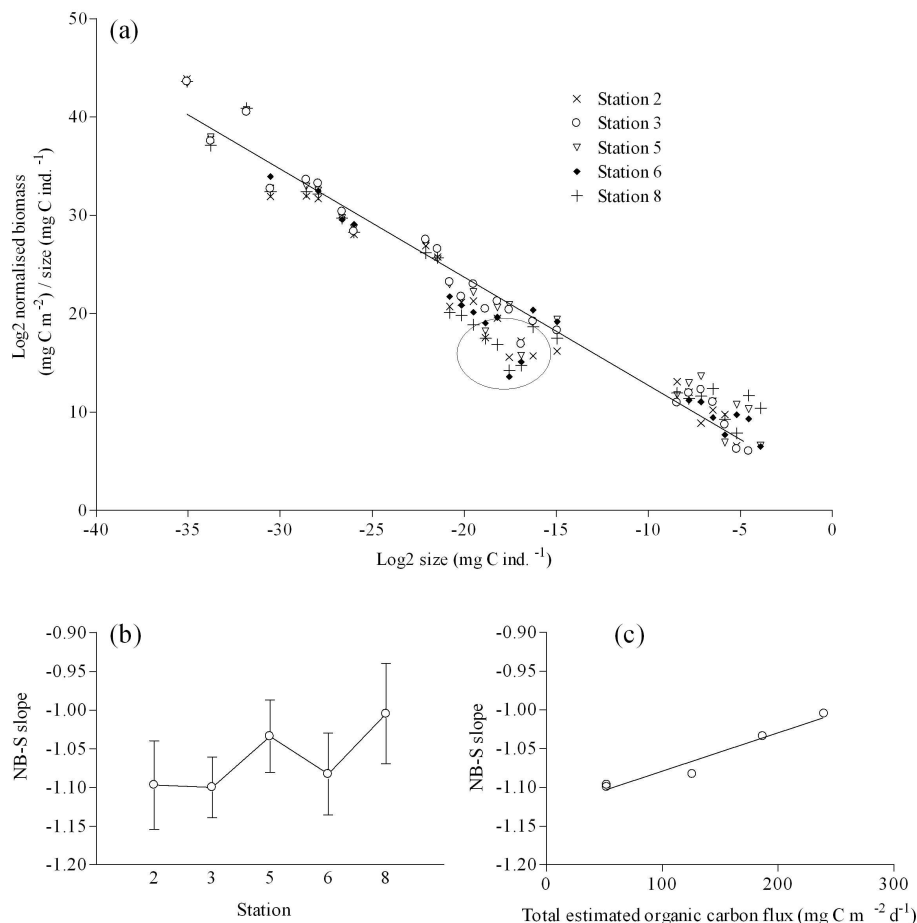 (a)
50
40
30
20
10
0
Log2 normalised biomass
(mg C m -2) / size (mg C ind. -1)
× Station 2
○ Station 3
▽ Station 5
◆ Station 6
+ Station 8
-40 -35 -30 -25 -20 -15 -10 -5 0
Log2 size (mg C ind. -1)
(b)
-0.90
-0.95
-1.00
-1.05
-1.10
-1.15
-1.20
NB-S slope
2 3 5 6 8
Station
(c)
-0.90
-0.95
-1.00
-1.05
-1.10
-1.15
-1.20
NB-S slope
0 100 200 300
Total estimated organic carbon flux (mg C m -2 d-1)